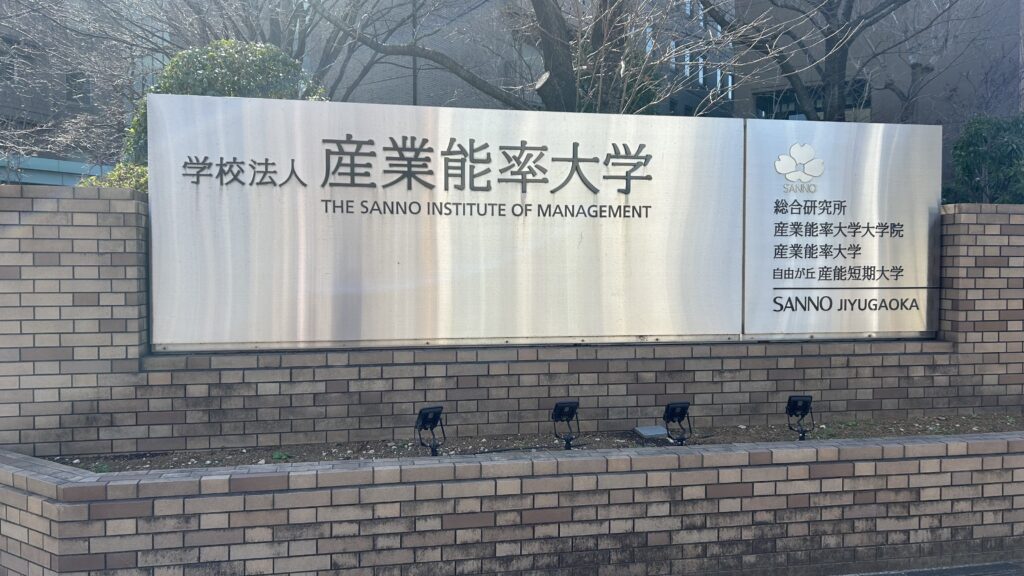 学校法人 産業能率大学
THE SANNO INSTITUTE OF MANAGEMENT
SANNO
総合研究所
産業能率大学大学院
産業能率大学
自由が丘 産能短期大学
SANNO JIYUGAOKA